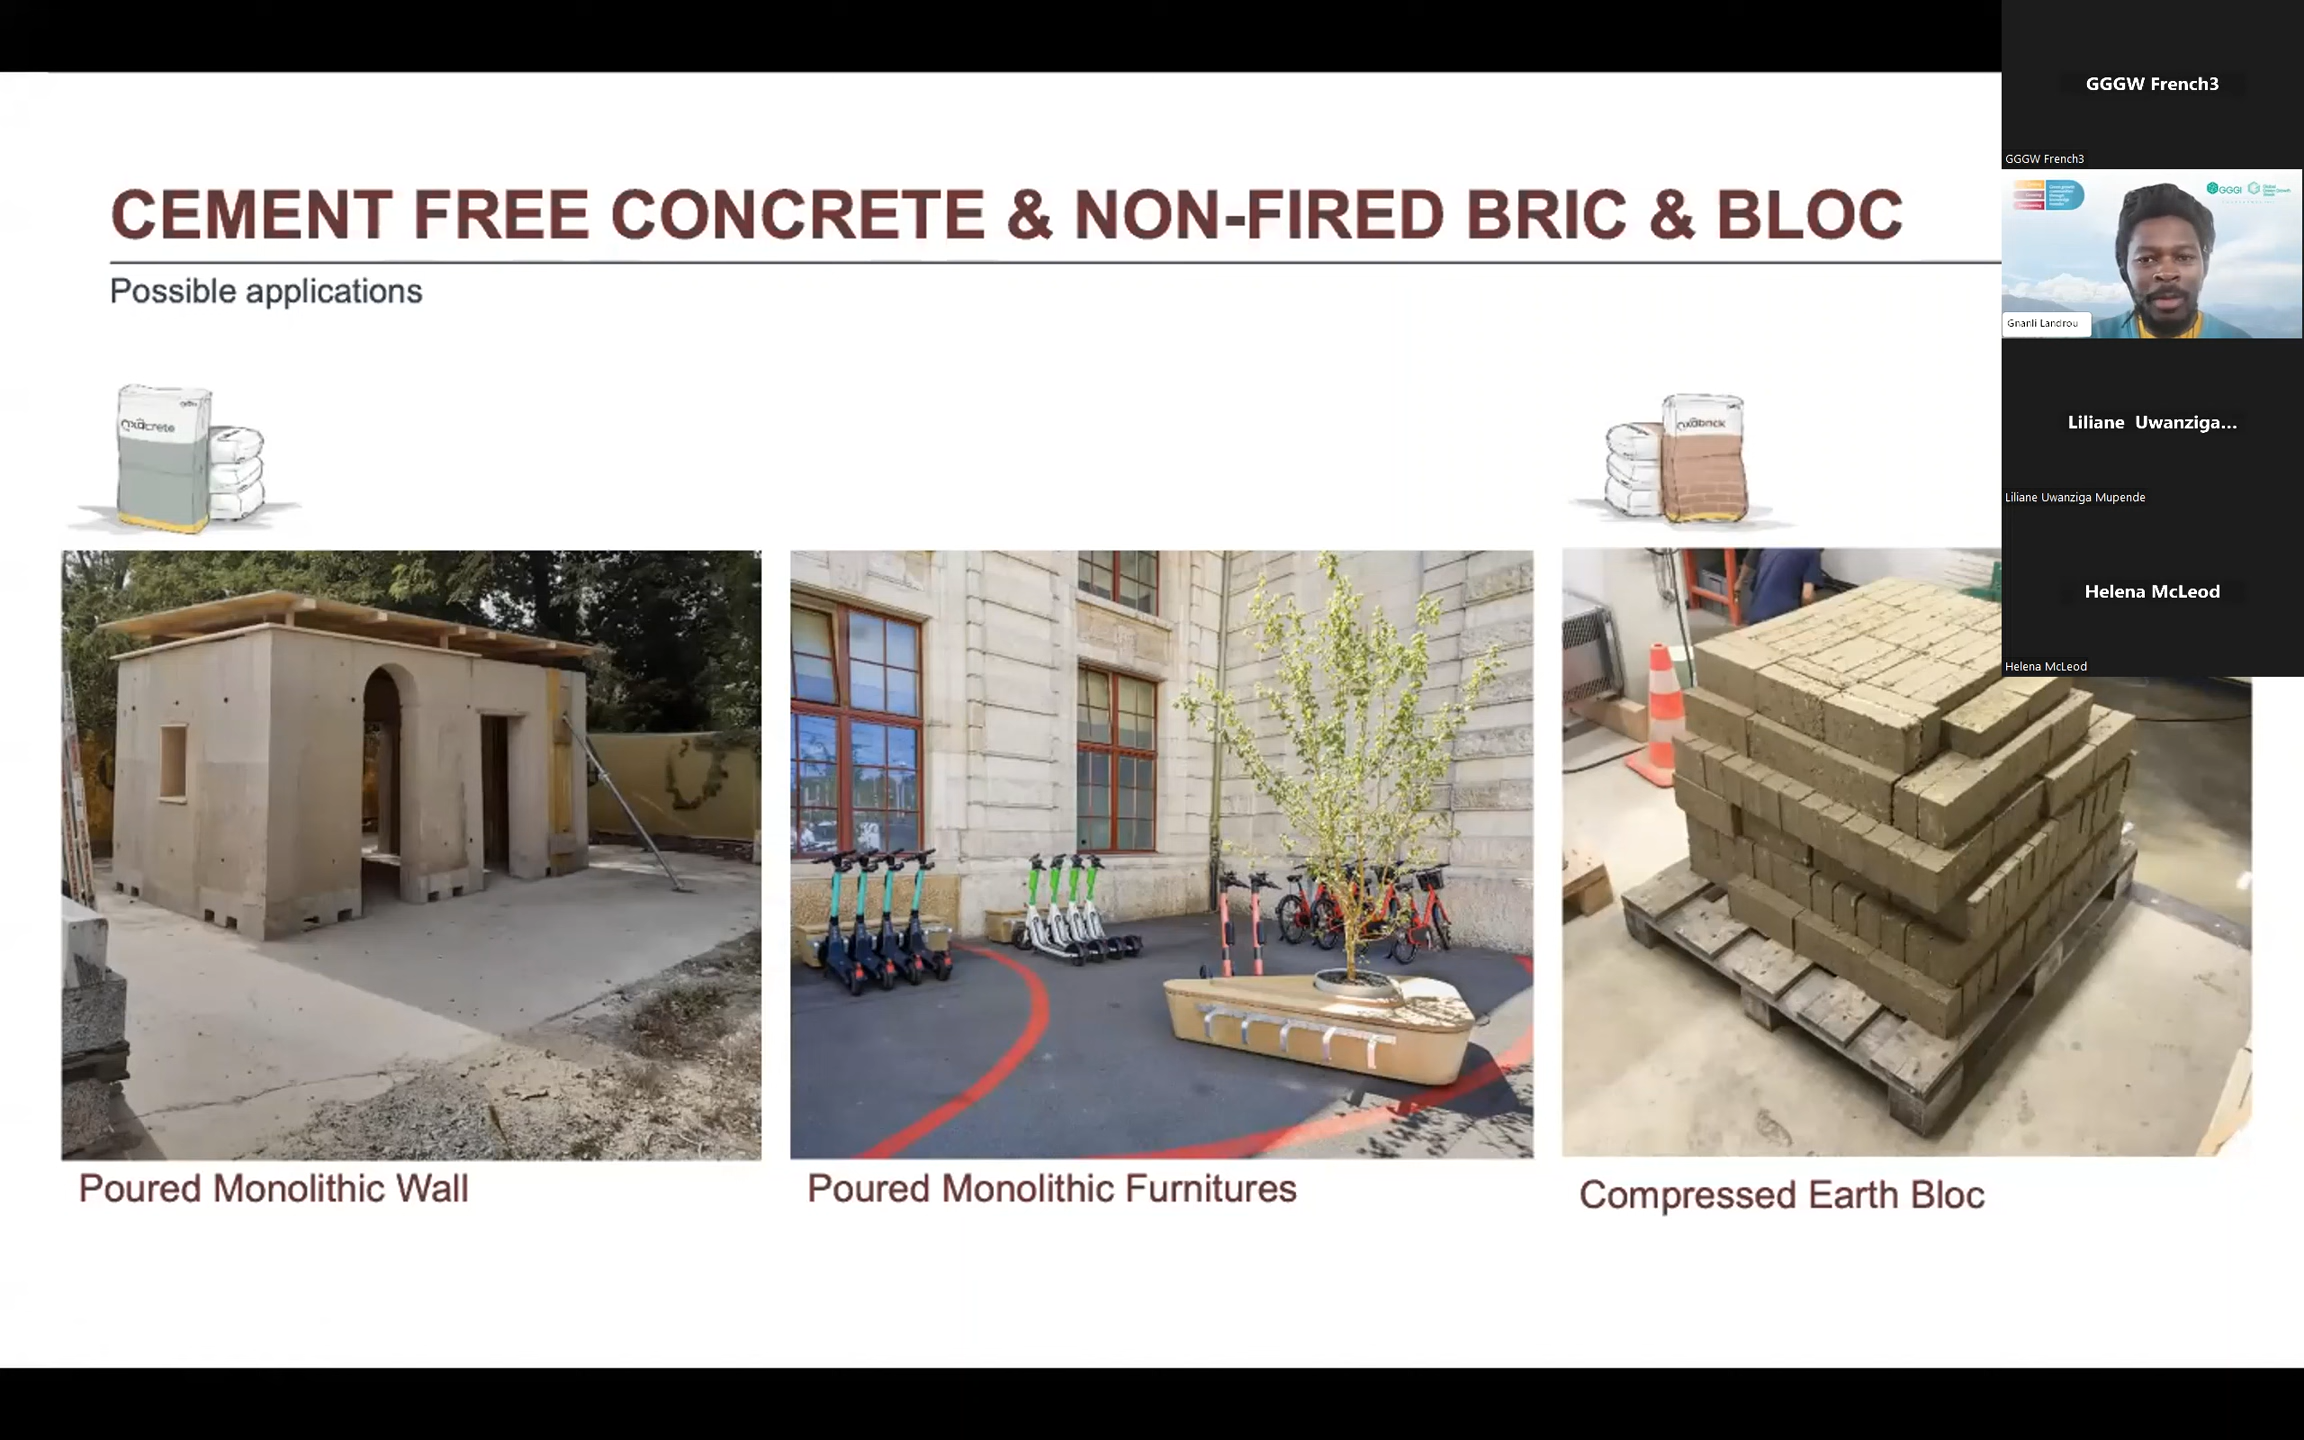 CEMENT FREE CONCRETE & NON-FIRED BRIC & BLOC
Possible applications
oxacrete
oxabrick
Poured Monolithic Wall
Poured Monolithic Furnitures
Compressed Earth Bloc
GGGW French3
GGGW French3
GGGI
Gnanli Landrou
Liliane Uwanziga...
Liliane Uwanziga Mupende
Helena McLeod
Helena McLeod